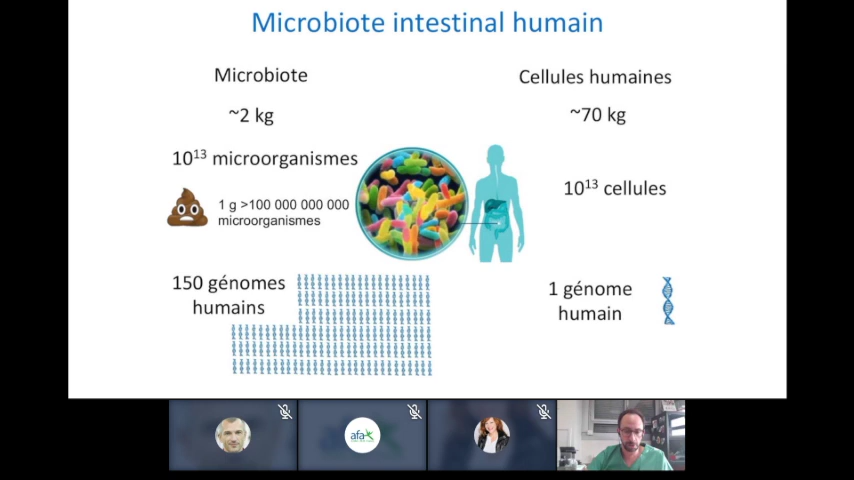 Microbiote intestinal humain
Microbiote
~2 kg
10¹³ microorganismes
1 g >100 000 000 000
microorganismes
150 génomes
humains
Cellules humaines
~70 kg
10¹³ cellules
1 génome
humain
afa